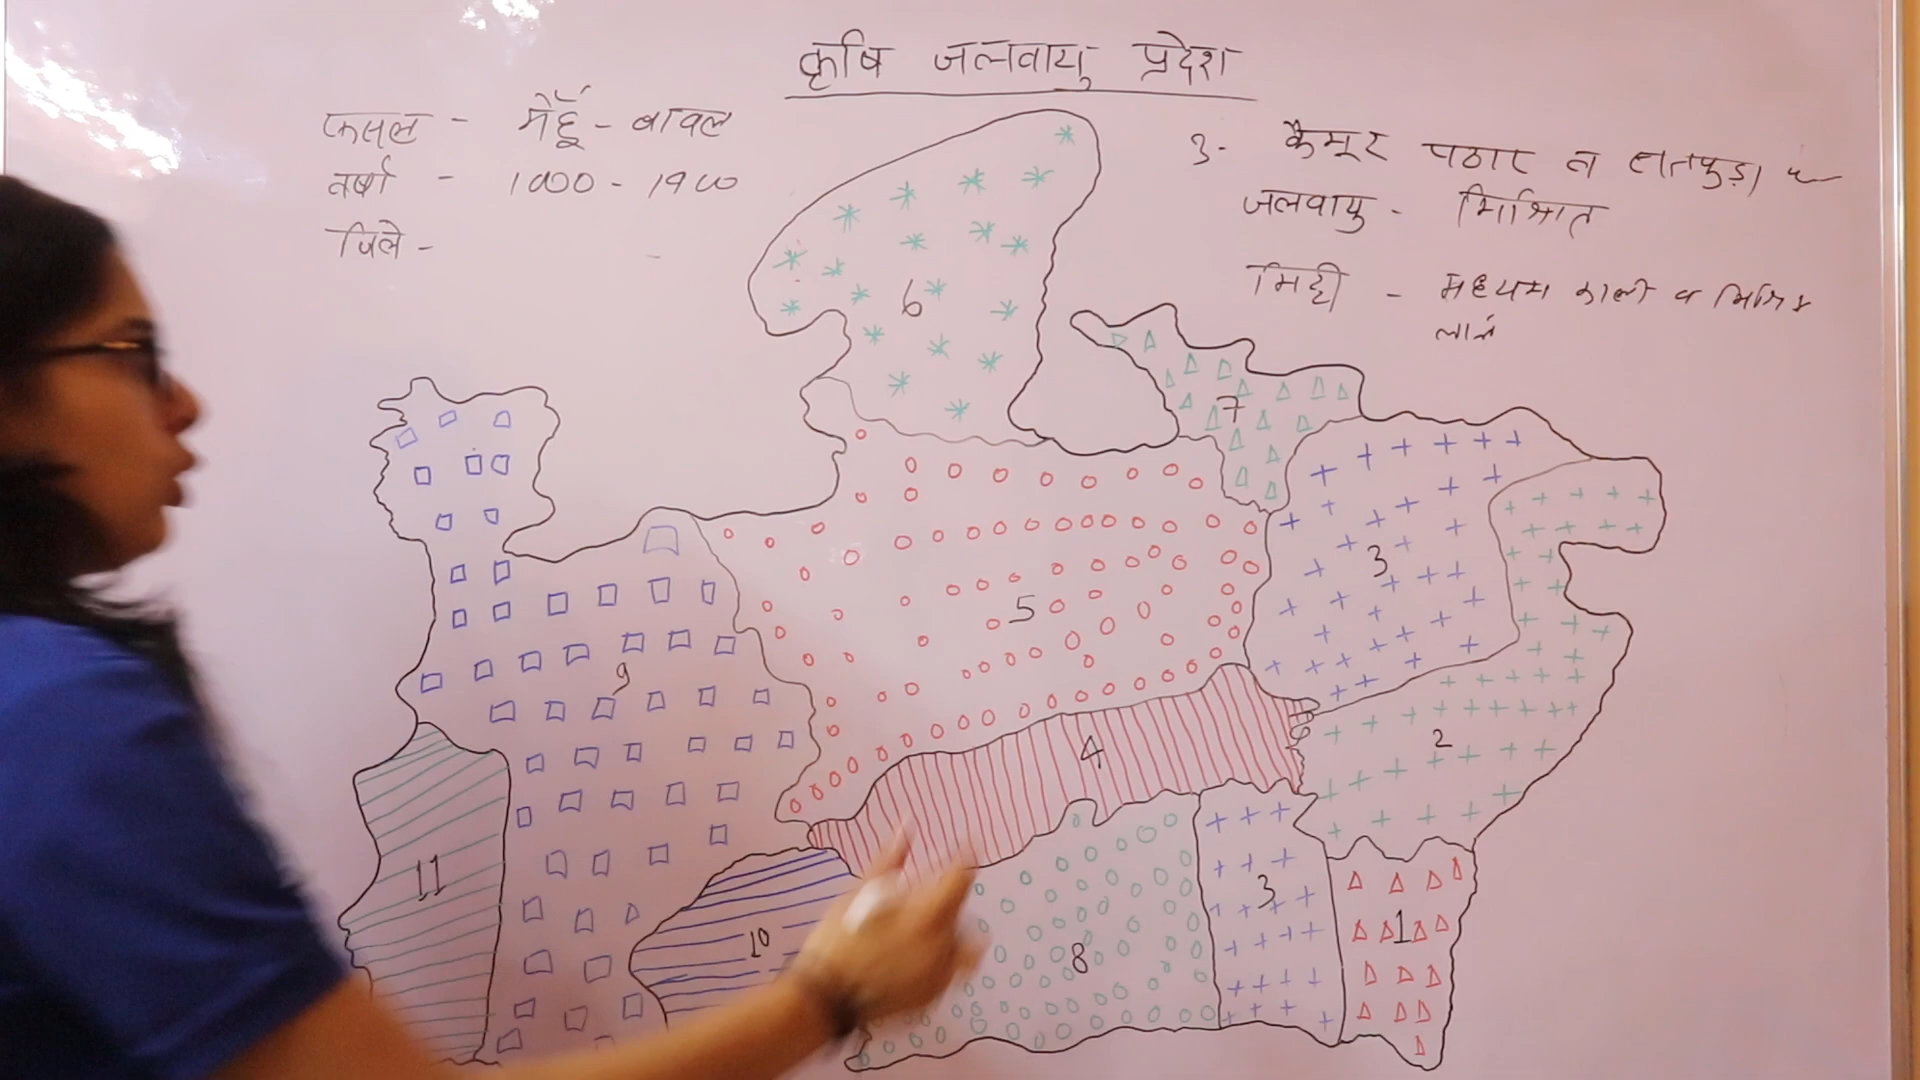 कृषि जलवायु प्रदेश
फसल - गेहूँ - चावल
वर्षा - 1000 - 1400
जिले -
3. कैमूर पठार व सतपुड़ा
जलवायु - मिश्रित
मिट्टी - मध्यम काली व मिश्रित
लाल
6
7
3
5
9
2
4
11
3
1
10
8